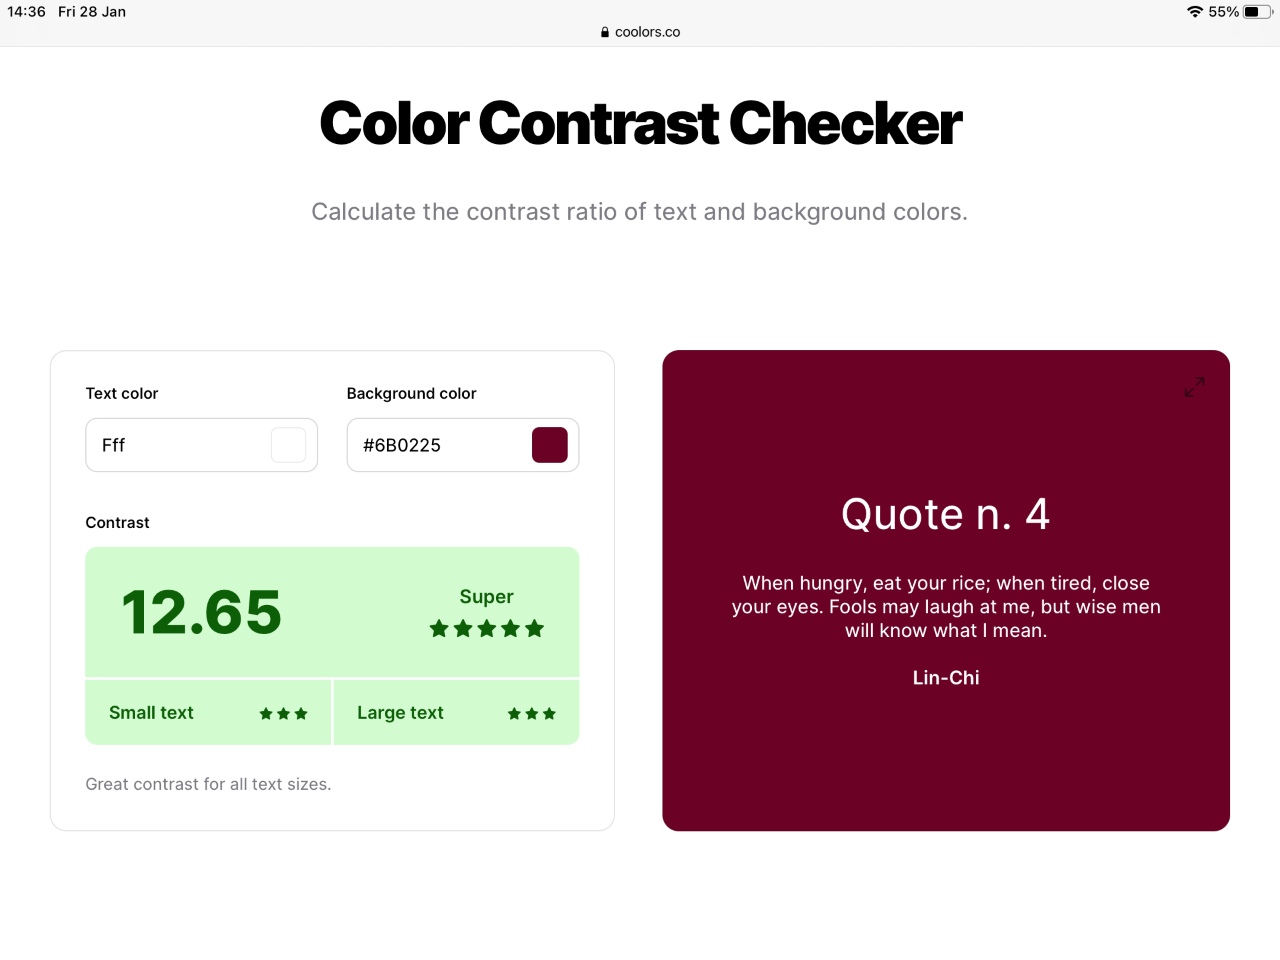 14:36 Fri 28 Jan
55%
coolors.co
Color Contrast Checker
Calculate the contrast ratio of text and background colors.
Text color
Background color
Fff
#6B0225
Contrast
12.65
Super
Small text
Large text
Great contrast for all text sizes.
Quote n. 4
When hungry, eat your rice; when tired, close
your eyes. Fools may laugh at me, but wise men
will know what I mean.
Lin-Chi